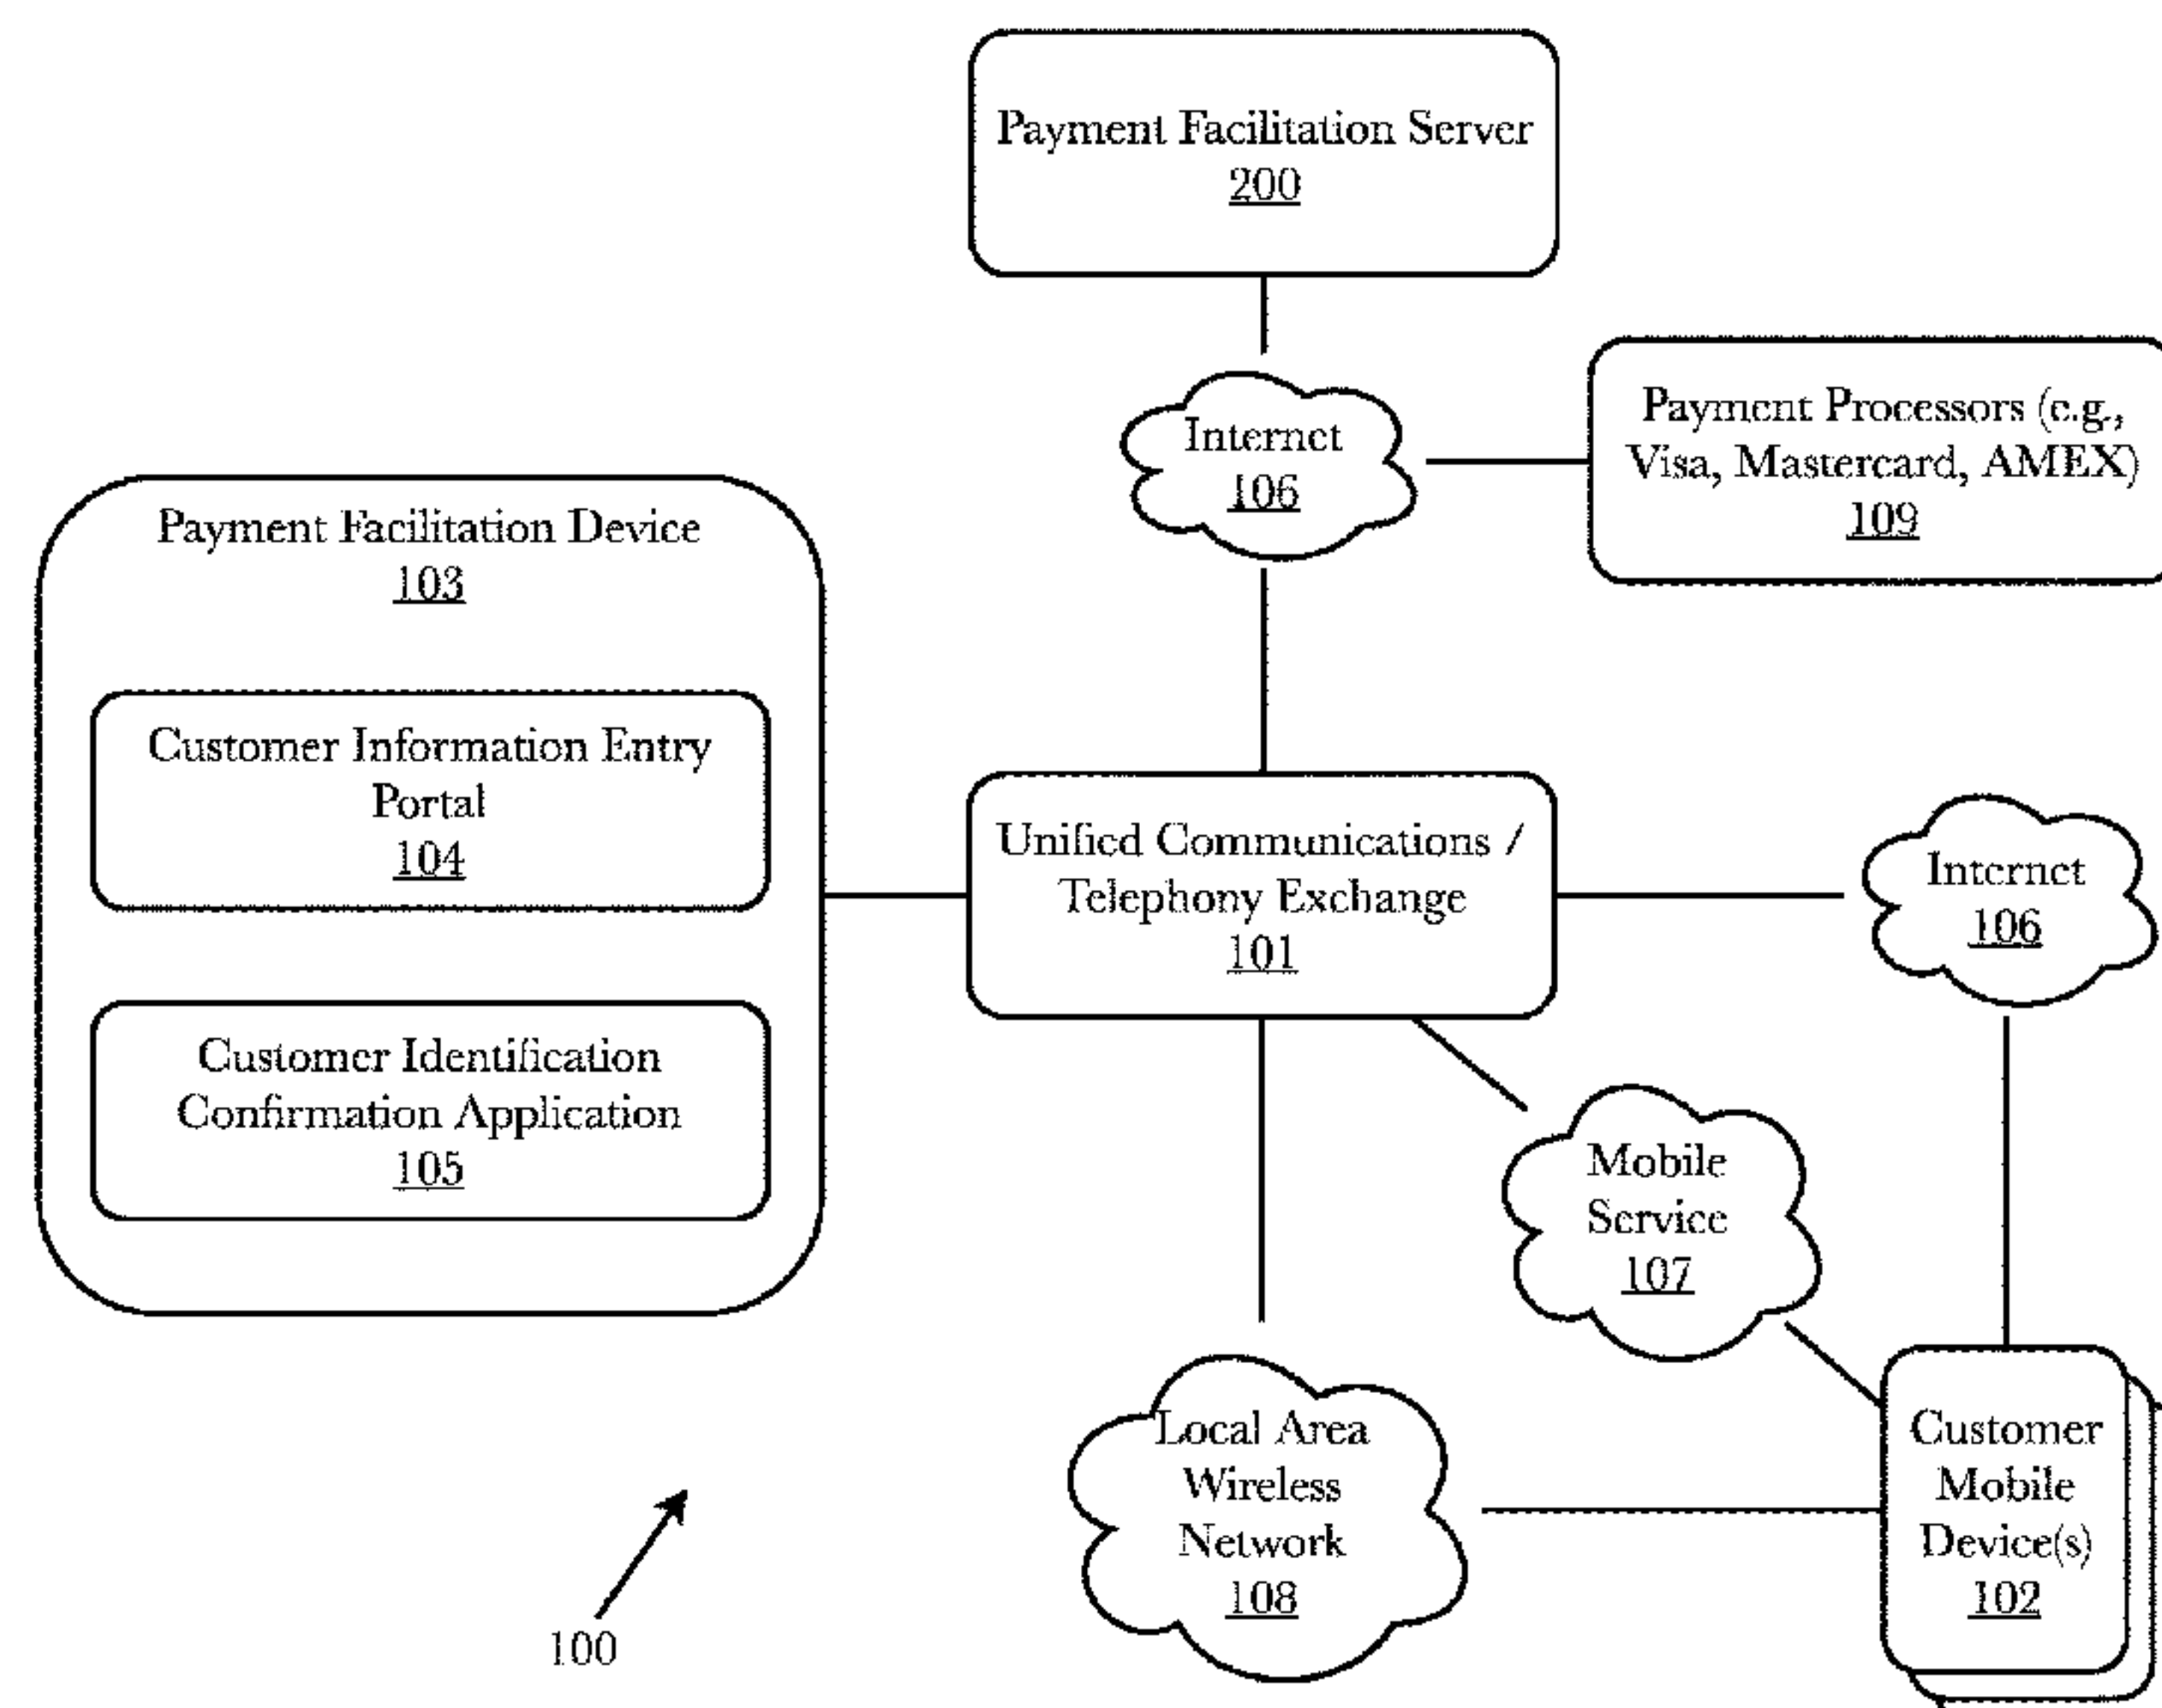 Payment Facilitation Server
200
Internet
106
Payment Processors (e.g.,
Visa, Mastercard, AMEX)
109
Payment Facilitation Device
103
Customer Information Entry
Portal
104
Customer Identification
Confirmation Application
105
Unified Communications /
Telephony Exchange
101
Internet
106
Mobile
Service
107
Local Area
Wireless
Network
108
Customer
Mobile
Device(s)
102
100